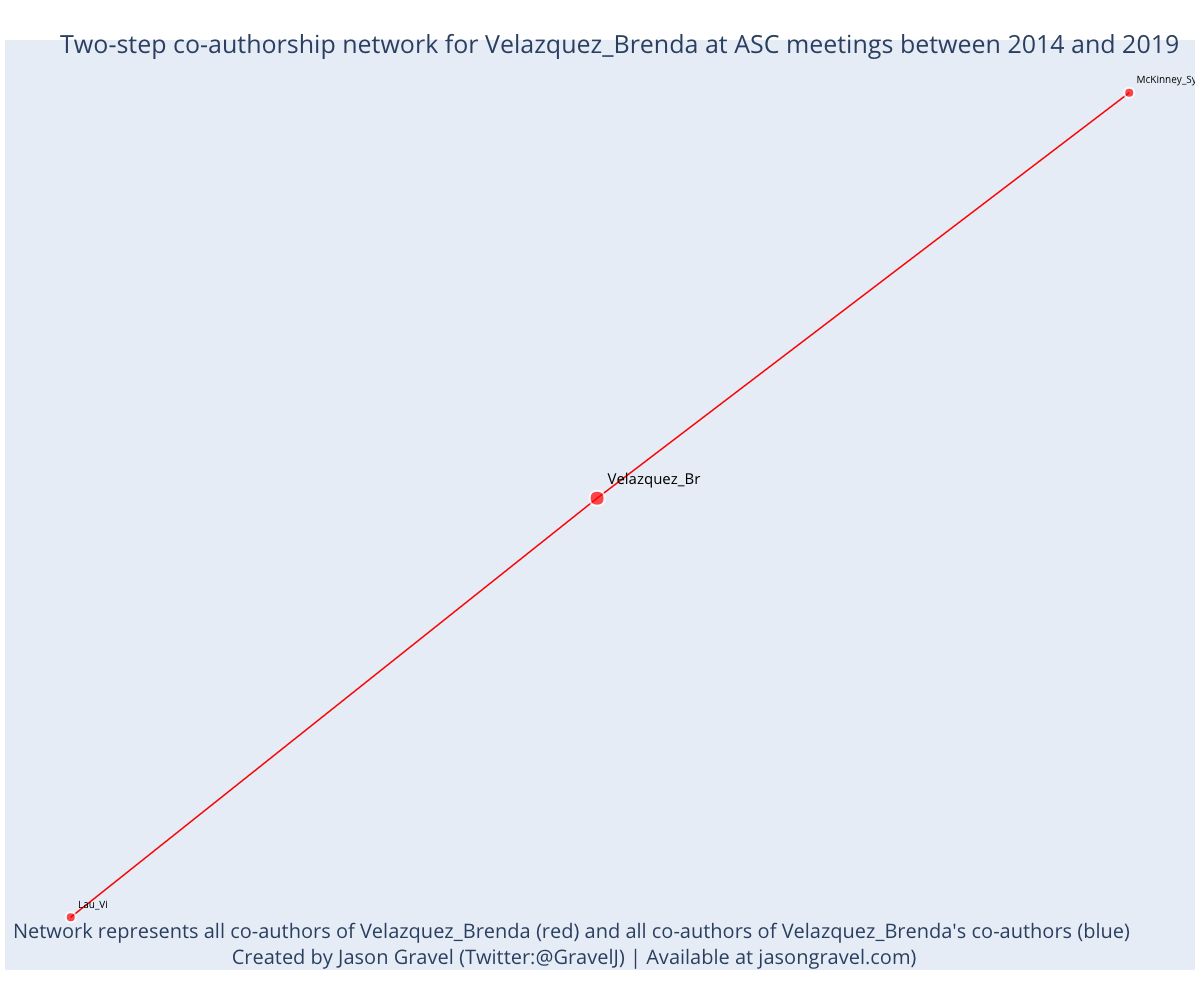 Two-step co-authorship network for Velazquez_Brenda at ASC meetings between 2014 and 2019
McKinney_Sy
Velazquez_Br
Lau_Vi
Network represents all co-authors of Velazquez_Brenda (red) and all co-authors of Velazquez_Brenda's co-authors (blue)
Created by Jason Gravel (Twitter:@GravelJ) | Available at jasongravel.com)